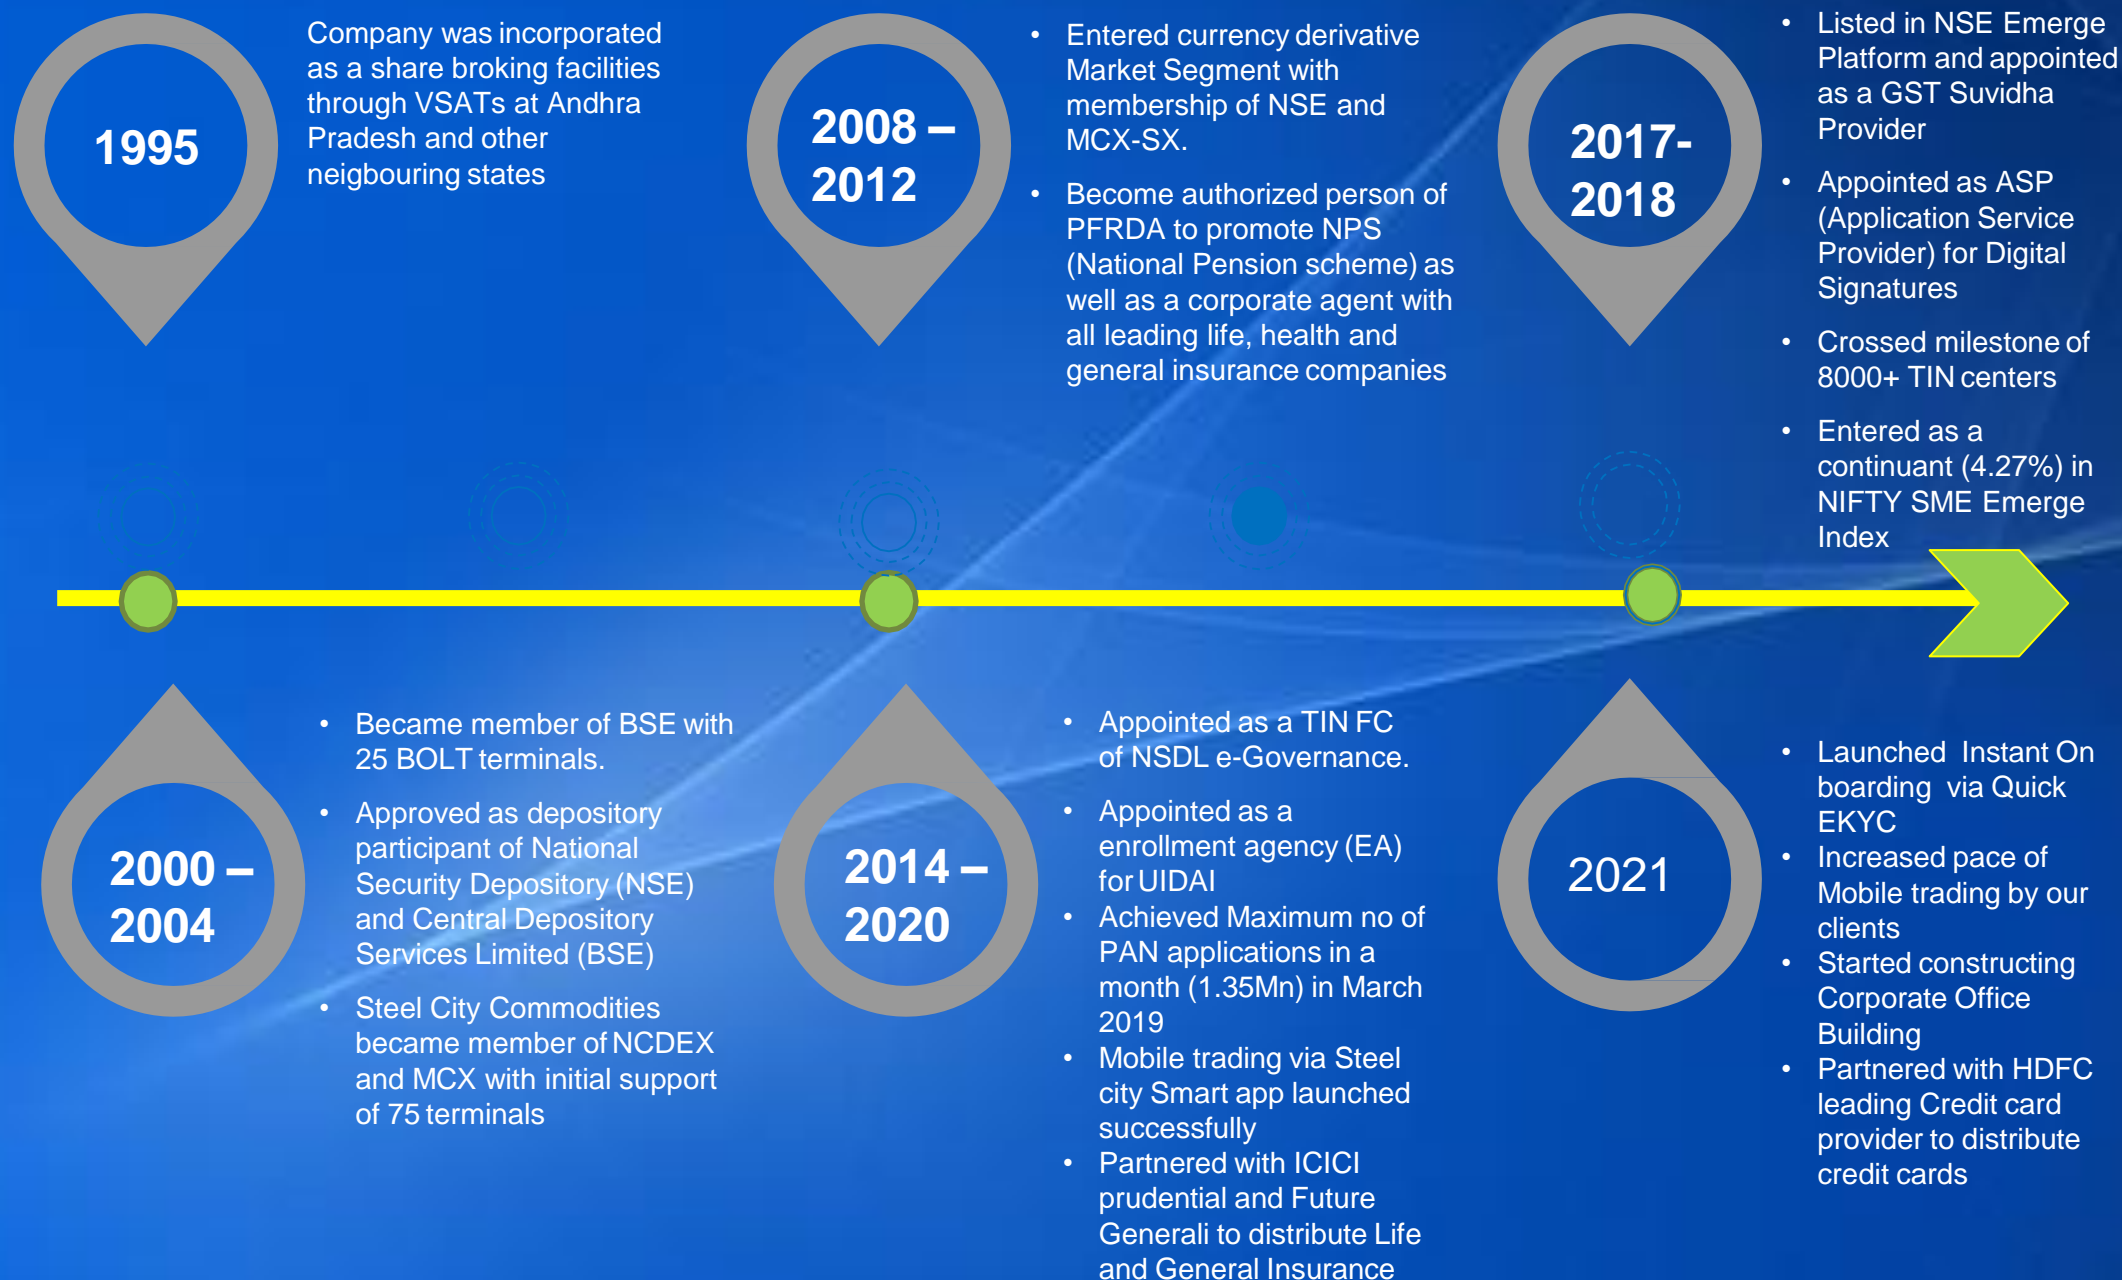 1995
Company was incorporated
as a share broking facilities
through VSATs at Andhra
Pradesh and other
neigbouring states
2008 –
2012
• Entered currency derivative
Market Segment with
membership of NSE and
MCX-SX.
• Become authorized person of
PFRDA to promote NPS
(National Pension scheme) as
well as a corporate agent with
all leading life, health and
general insurance companies
2017-
2018
• Listed in NSE Emerge
Platform and appointed
as a GST Suvidha
Provider
• Appointed as ASP
(Application Service
Provider) for Digital
Signatures
• Crossed milestone of
8000+ TIN centers
• Entered as a
continuant (4.27%) in
NIFTY SME Emerge
Index
2000 –
2004
• Became member of BSE with
25 BOLT terminals.
• Approved as depository
participant of National
Security Depository (NSE)
and Central Depository
Services Limited (BSE)
• Steel City Commodities
became member of NCDEX
and MCX with initial support
of 75 terminals
2014 –
2020
• Appointed as a TIN FC
of NSDL e-Governance.
• Appointed as a
enrollment agency (EA)
for UIDAI
• Achieved Maximum no of
PAN applications in a
month (1.35Mn) in March
2019
• Mobile trading via Steel
city Smart app launched
successfully
• Partnered with ICICI
prudential and Future
Generali to distribute Life
and General Insurance
2021
• Launched Instant On
boarding via Quick
EKYC
• Increased pace of
Mobile trading by our
clients
• Started constructing
Corporate Office
Building
• Partnered with HDFC
leading Credit card
provider to distribute
credit cards